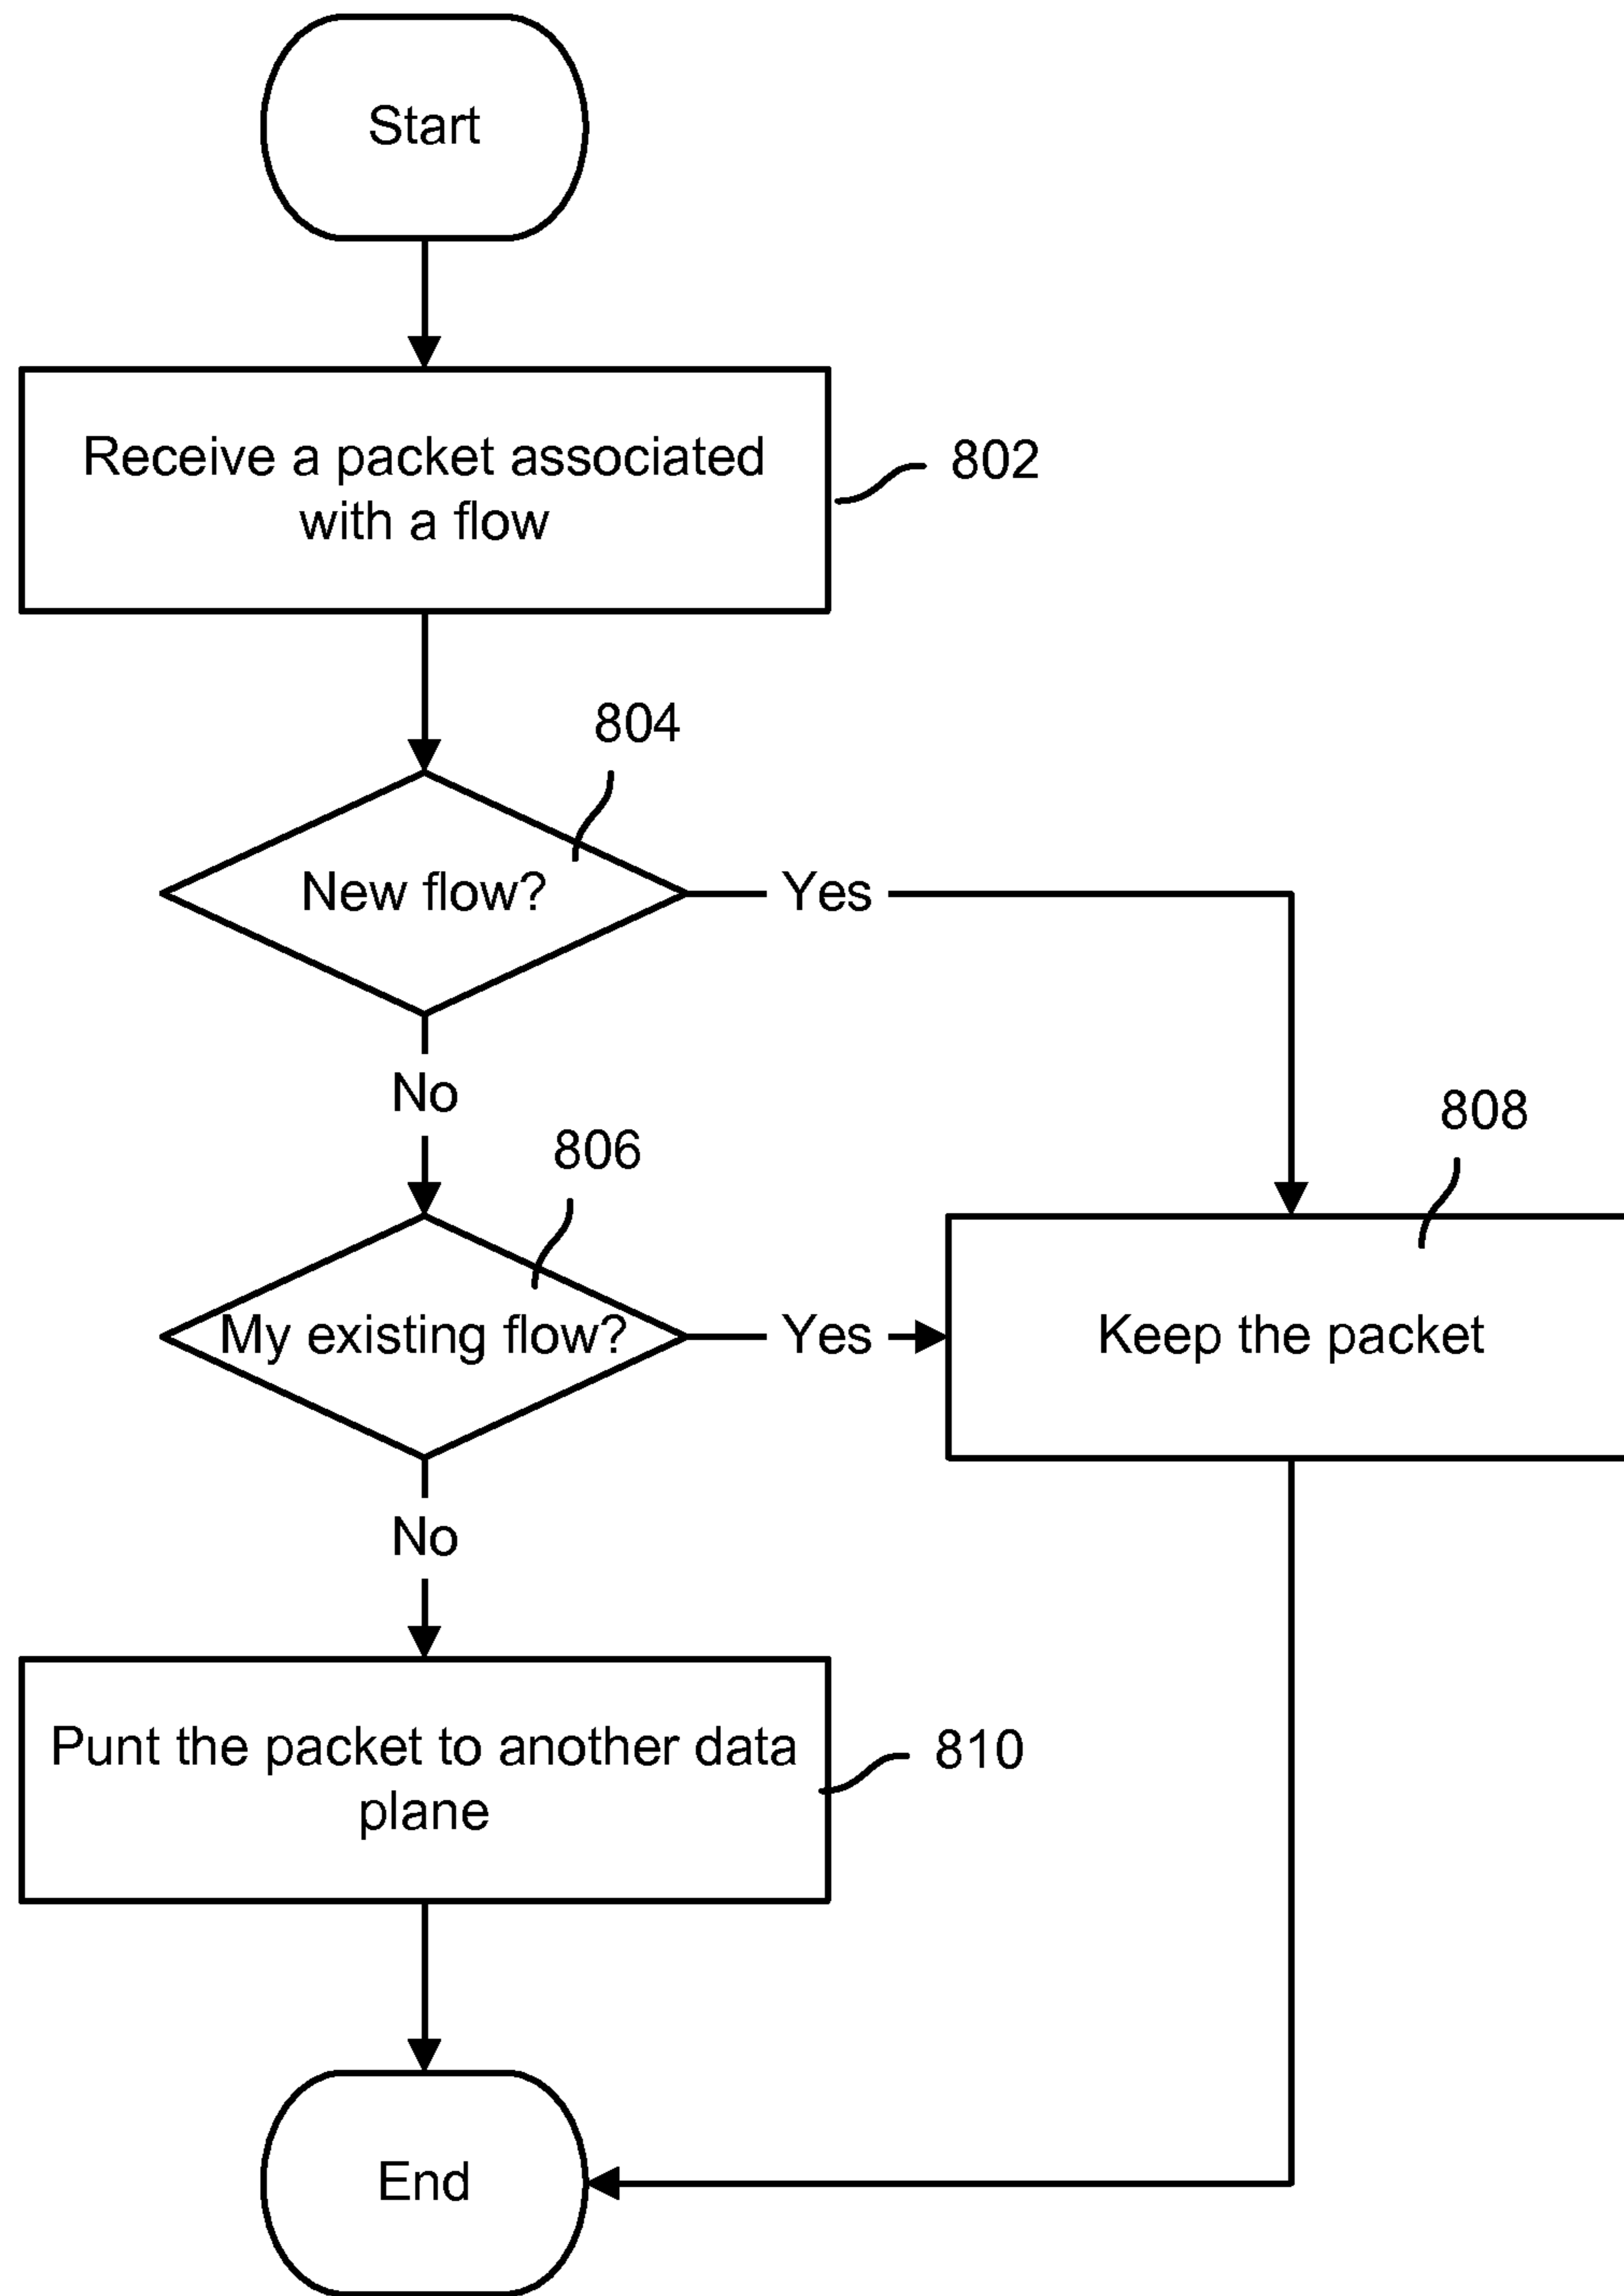 Start
Receive a packet associated
with a flow
802
804
New flow?
Yes
No
806
808
My existing flow?
Yes
Keep the packet
No
Punt the packet to another data
plane
810
End